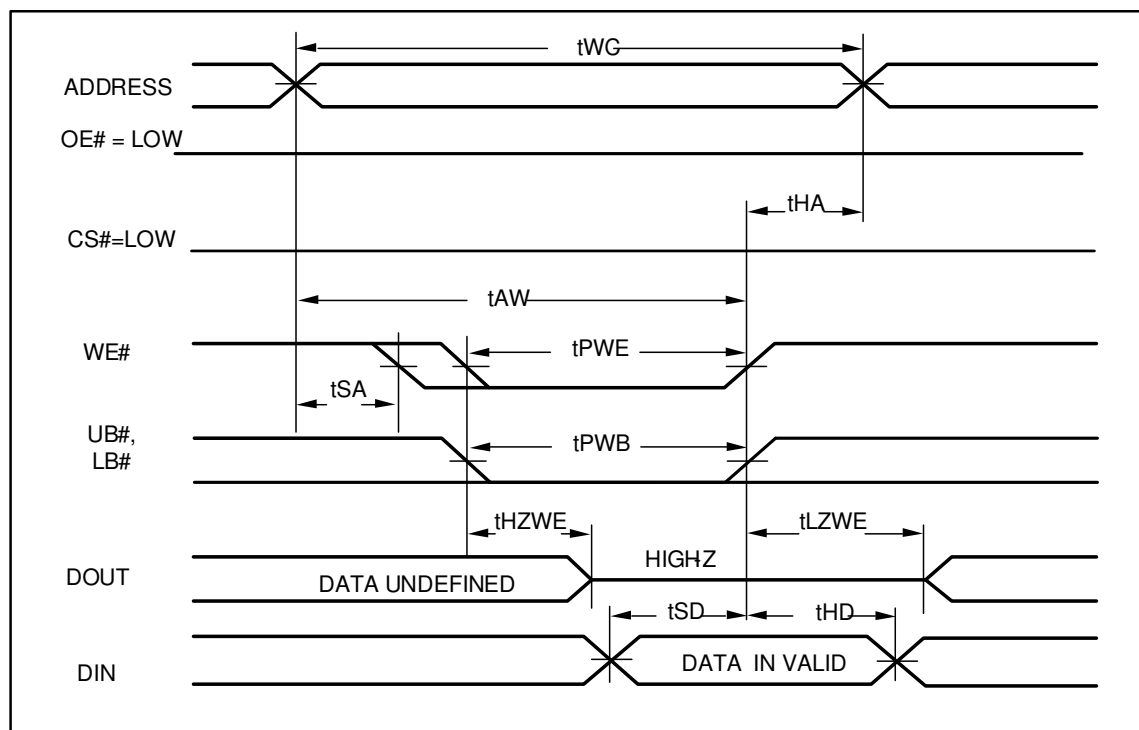 tWC
ADDRESS
OE# = LOW
tHA
CS#=LOW
tAW
WE#
tPWE
tSA
UB#,
LB#
tPWB
tHZWE
tLZWE
DOUT
DATA UNDEFINED
HIGH-Z
tSD
tHD
DIN
DATA IN VALID